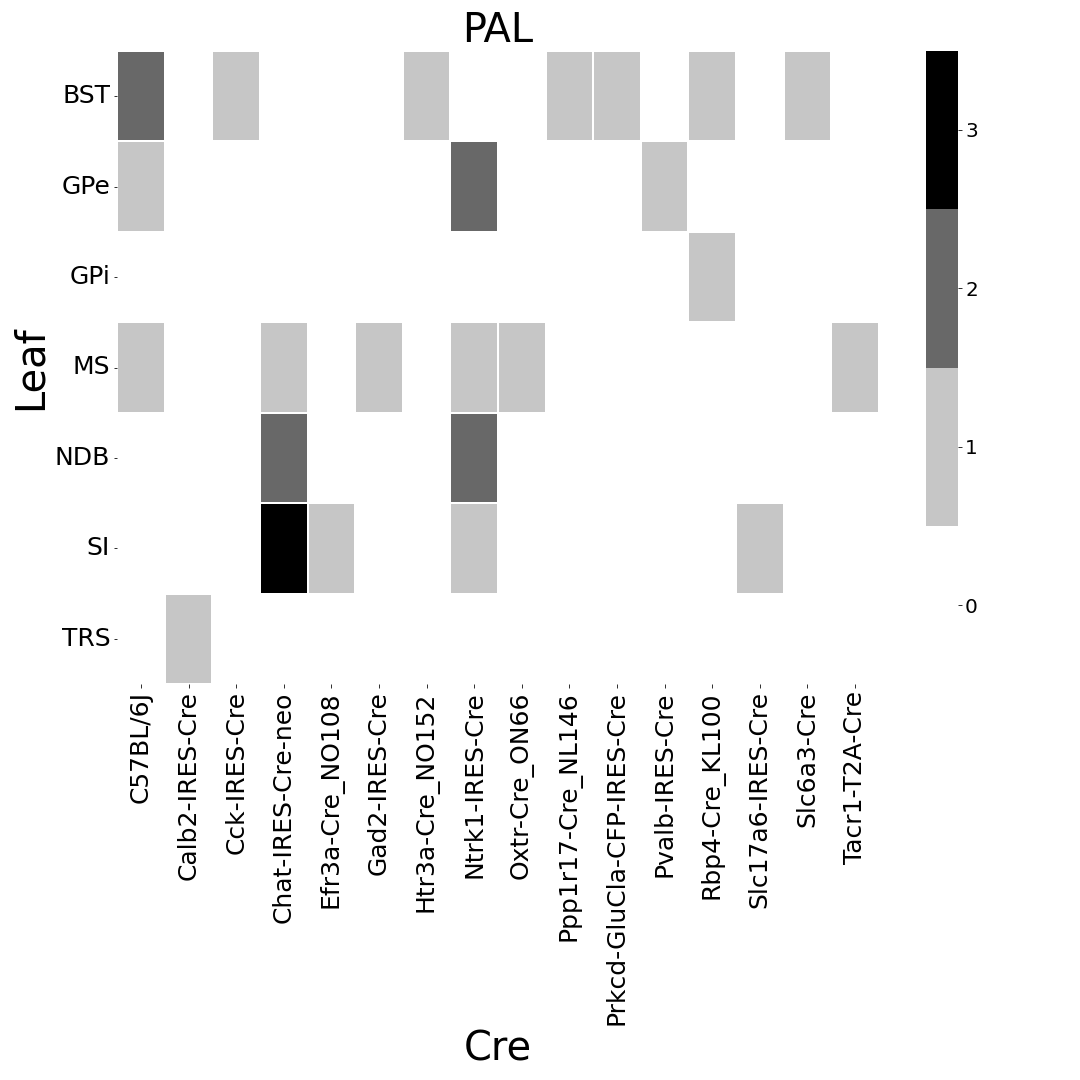 PAL
BST
GPe
GPi
MS
NDB
SI
TRS
Leaf
3
2
1
0
C57BL/6J
Calb2-IRES-Cre
Cck-IRES-Cre
Chat-IRES-Cre-neo
Efr3a-Cre_NO108
Gad2-IRES-Cre
Htr3a-Cre_NO152
Ntrk1-IRES-Cre
Oxtr-Cre_ON66
Ppp1r17-Cre_NL146
Prkcd-GluCla-CFP-IRES-Cre
Pvalb-IRES-Cre
Rbp4-Cre_KL100
Slc17a6-IRES-Cre
Slc6a3-Cre
Tacr1-T2A-Cre
Cre